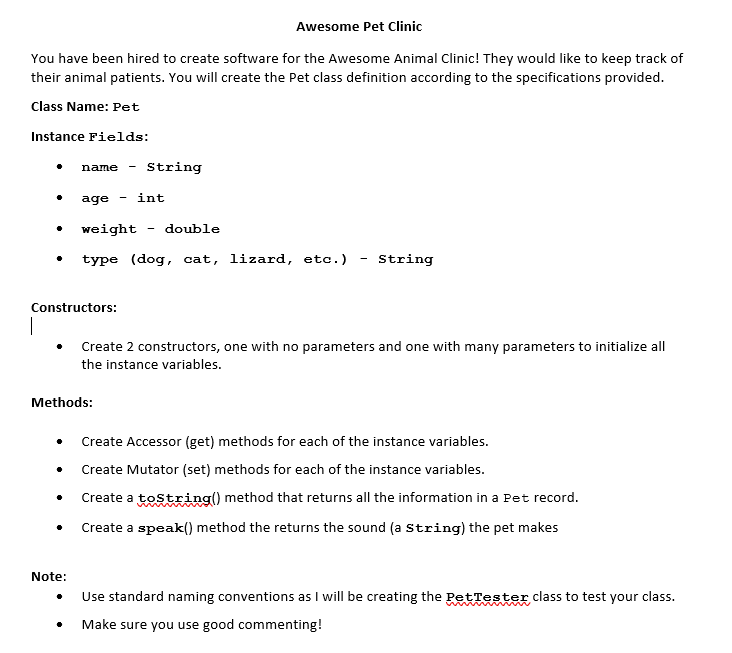 Awesome Pet Clinic
You have been hired to create software for the Awesome Animal Clinic! They would like to keep track of
their animal patients. You will create the Pet class definition according to the specifications provided.
Class Name: Pet
Instance Fields:
• name – String
• age – int
• weight – double
• type (dog, cat, lizard, etc.) – String
Constructors:
• Create 2 constructors, one with no parameters and one with many parameters to initialize all
the instance variables.
Methods:
• Create Accessor (get) methods for each of the instance variables.
• Create Mutator (set) methods for each of the instance variables.
• Create a toString() method that returns all the information in a Pet record.
• Create a speak() method the returns the sound (a String) the pet makes
Note:
• Use standard naming conventions as I will be creating the PetTester class to test your class.
• Make sure you use good commenting!